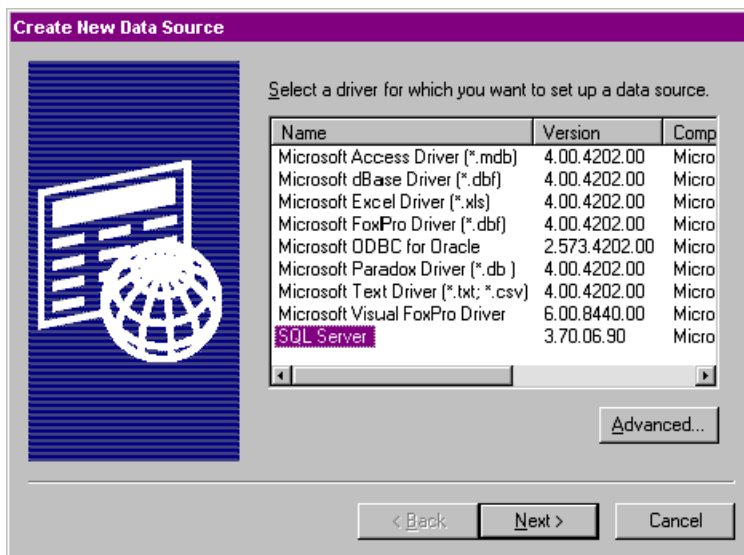 Create New Data Source
Select a driver for which you want to set up a data source.
Name Version Comp
Microsoft Access Driver (*.mdb) 4.00.4202.00 Micro
Microsoft dBase Driver (*.dbf) 4.00.4202.00 Micro
Microsoft Excel Driver (*.xls) 4.00.4202.00 Micro
Microsoft FoxPro Driver (*.dbf) 4.00.4202.00 Micro
Microsoft ODBC for Oracle 2.573.4202.00 Micro
Microsoft Paradox Driver (*.db ) 4.00.4202.00 Micro
Microsoft Text Driver (*.txt; *.csv) 4.00.4202.00 Micro
Microsoft Visual FoxPro Driver 6.00.8440.00 Micro
SQL Server 3.70.06.90 Micro
Advanced...
< Back Next > Cancel